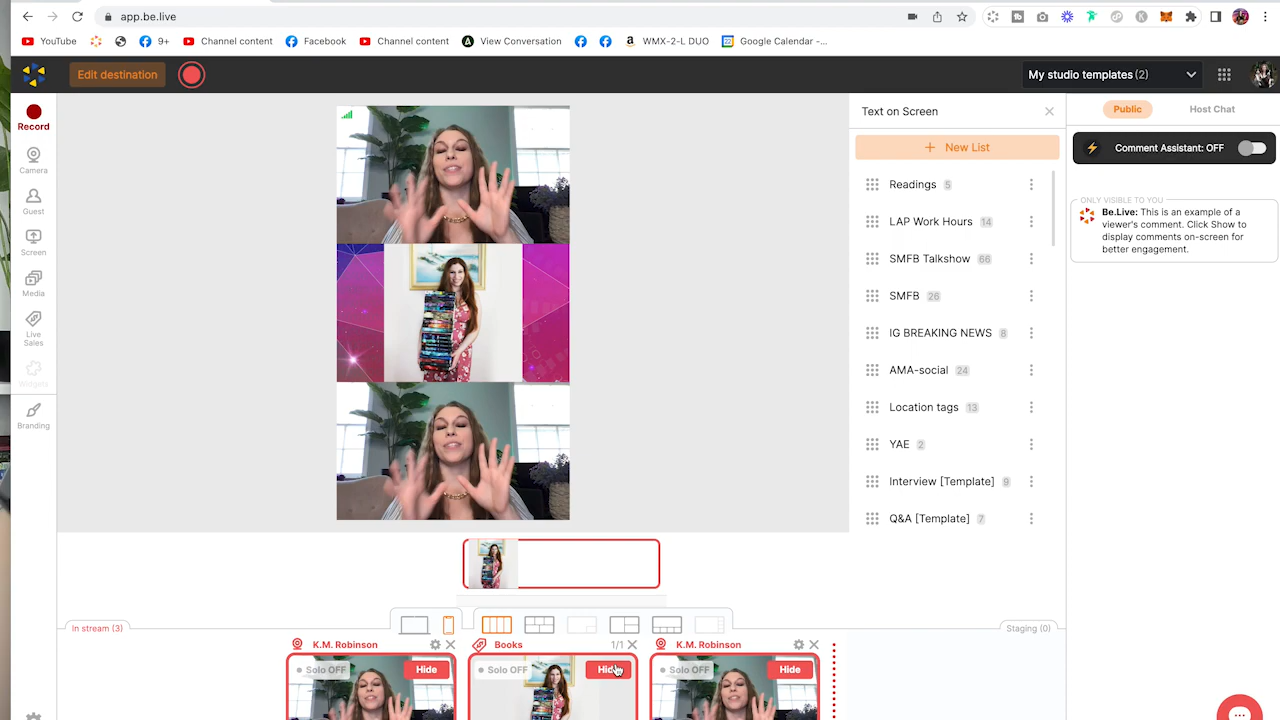 app.be.live
YouTube
9+
Channel content
Facebook
Channel content
View Conversation
WMX-2-L DUO
Google Calendar -...
Edit destination
My studio templates (2)
Record
Camera
Guest
Screen
Media
Live
Sales
Widgets
Branding
Text on Screen
New List
Readings 5
LAP Work Hours 14
SMFB Talkshow 66
SMFB 26
iG BREAKING NEWS 8
AMA-social 24
Location tags 13
YAE 2
Interview [Template] 9
Q&A [Template] 7
Public
Host Chat
Comment Assistant: OFF
ONLY VISIBLE TO YOU
Be.Live: This is an example of a
viewer's comment. Click Show to
display comments on-screen for
better engagement.
In stream (3)
Staging (0)
K.M. Robinson
Books
1/1
K.M. Robinson
Solo OFF
Hide
Solo OFF
Hide
Solo OFF
Hide